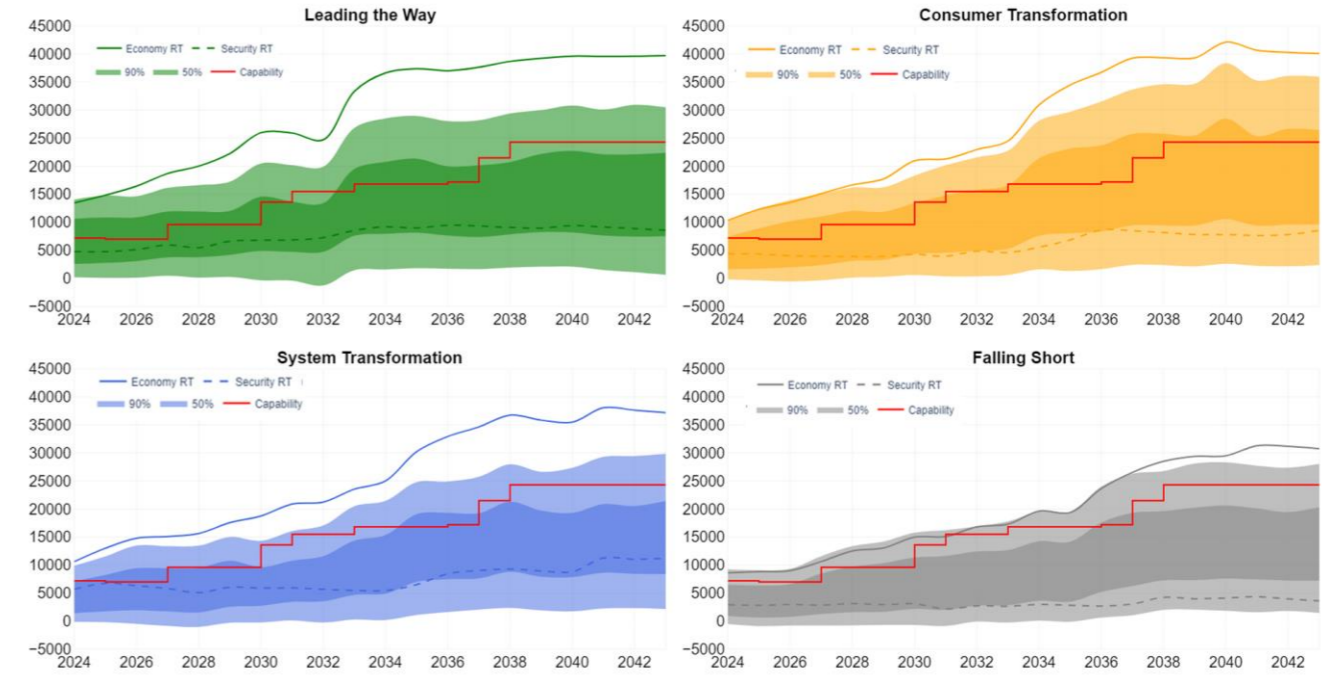 Leading the Way
45000
40000
35000
30000
25000
20000
15000
10000
5000
0
−5000
Economy RT Security RT
90% 50% Capability
2024 2026 2028 2030 2032 2034 2036 2038 2040 2042
Consumer Transformation
45000
40000
35000
30000
25000
20000
15000
10000
5000
0
−5000
Economy RT Security RT
90% 50% Capability
2024 2026 2028 2030 2032 2034 2036 2038 2040 2042
System Transformation
45000
40000
35000
30000
25000
20000
15000
10000
5000
0
−5000
Economy RT Security RT
90% 50% Capability
2024 2026 2028 2030 2032 2034 2036 2038 2040 2042
Falling Short
45000
40000
35000
30000
25000
20000
15000
10000
5000
0
−5000
Economy RT Security RT
90% 50% Capability
2024 2026 2028 2030 2032 2034 2036 2038 2040 2042